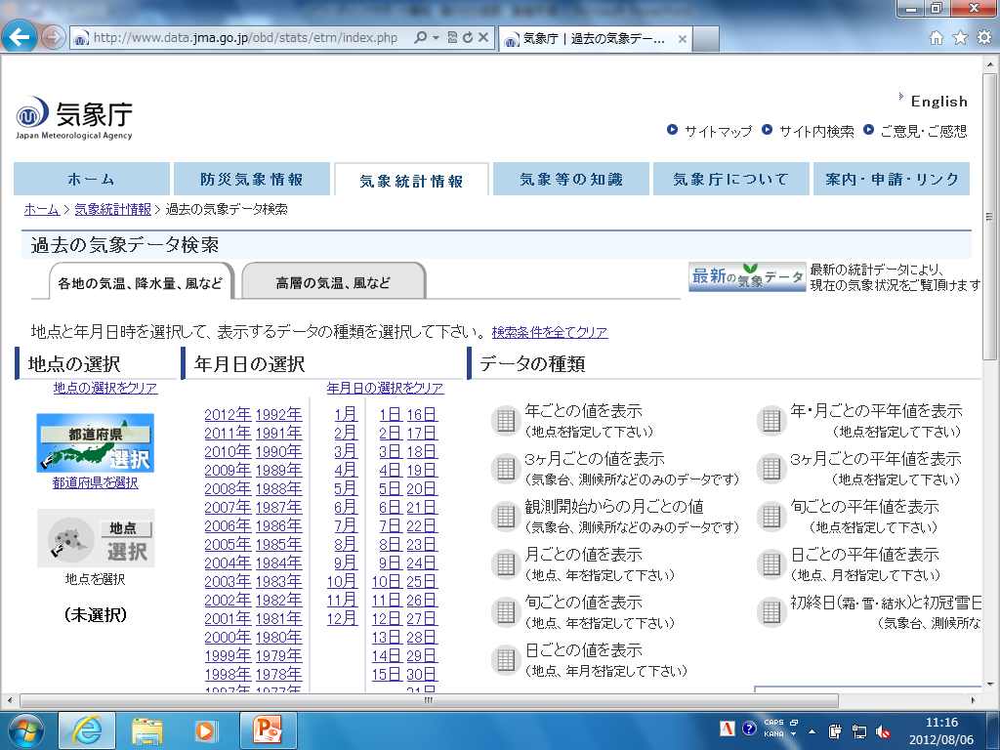 http://www.data.jma.go.jp/obd/stats/etrn/index.php
気象庁 | 過去の気象デー...
気象庁
Japan Meteorological Agency
English
サイトマップ サイト内検索 ご意見・ご感想
ホーム 防災気象情報 気象統計情報 気象等の知識 気象庁について 案内・申請・リンク
ホーム > 気象統計情報 > 過去の気象データ検索
過去の気象データ検索
各地の気温、降水量、風など 高層の気温、風など
最新の気象データ
最新の統計データにより、
現在の気象状況をご覧頂けます
地点と年月日時を選択して、表示するデータの種類を選択して下さい。 検索条件を全てクリア
地点の選択
地点の選択をクリア
都道府県
選択
都道府県を選択
地点
選択
地点を選択
(未選択)
年月日の選択
年月日の選択をクリア
2012年 1992年 1月 1日 16日
2011年 1991年 2月 2日 17日
2010年 1990年 3月 3日 18日
2009年 1989年 4月 4日 19日
2008年 1988年 5月 5日 20日
2007年 1987年 6月 6日 21日
2006年 1986年 7月 7日 22日
2005年 1985年 8月 8日 23日
2004年 1984年 9月 9日 24日
2003年 1983年 10月 10日 25日
2002年 1982年 11月 11日 26日
2001年 1981年 12月 12日 27日
2000年 1980年 13日 28日
1999年 1979年 14日 29日
1998年 1978年 15日 30日
1997年 1977年 31日
データの種類
年ごとの値を表示
(地点を指定して下さい)
3ヶ月ごとの値を表示
(気象台、測候所などのみのデータです)
観測開始からの月ごとの値
(気象台、測候所などのみのデータです)
月ごとの値を表示
(地点、年を指定して下さい)
旬ごとの値を表示
(地点、年を指定して下さい)
日ごとの値を表示
(地点、年月を指定して下さい)
年・月ごとの平年値を表示
(地点を指定して下さい)
3ヶ月ごとの平年値を表示
(地点を指定して下さい)
旬ごとの平年値を表示
(地点を指定して下さい)
日ごとの平年値を表示
(地点、月を指定して下さい)
初終日(霜・雪・結氷)と初冠雪日
(気象台、測候所な
A
CAPS
KANA
11:16
2012/08/06